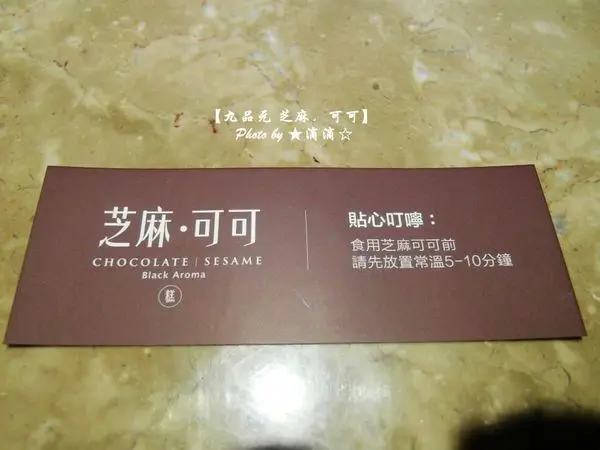 【九品元 芝麻．可可】
Photo by ★滴滴☆
芝麻·可可
CHOCOLATE | SESAME
Black Aroma
糕
貼心叮嚀：
食用芝麻可可前
請先放置常溫5-10分鐘